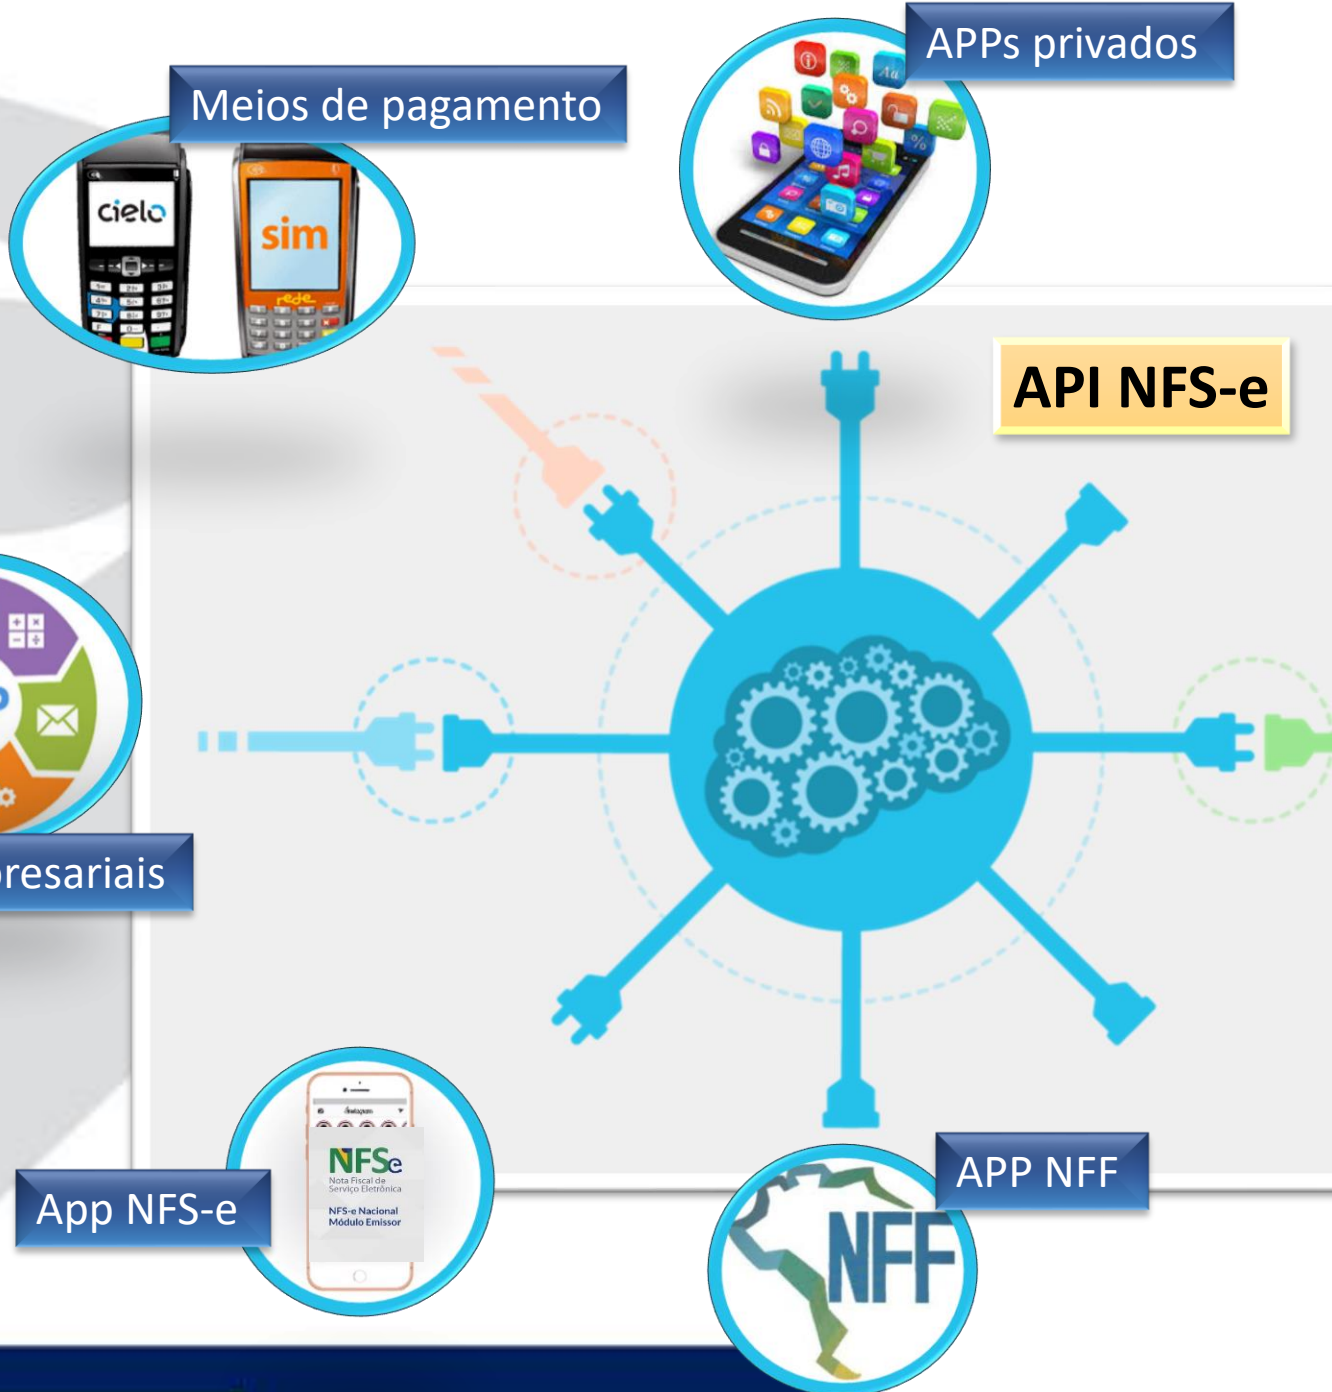 APPs privados
Meios de pagamento
cielo
sim
rede
API NFS-e
presariais
App NFS-e
NFSe
Nota Fiscal de
Serviço Eletrônica
NFS-e Nacional
Módulo Emissor
APP NFF
NFF